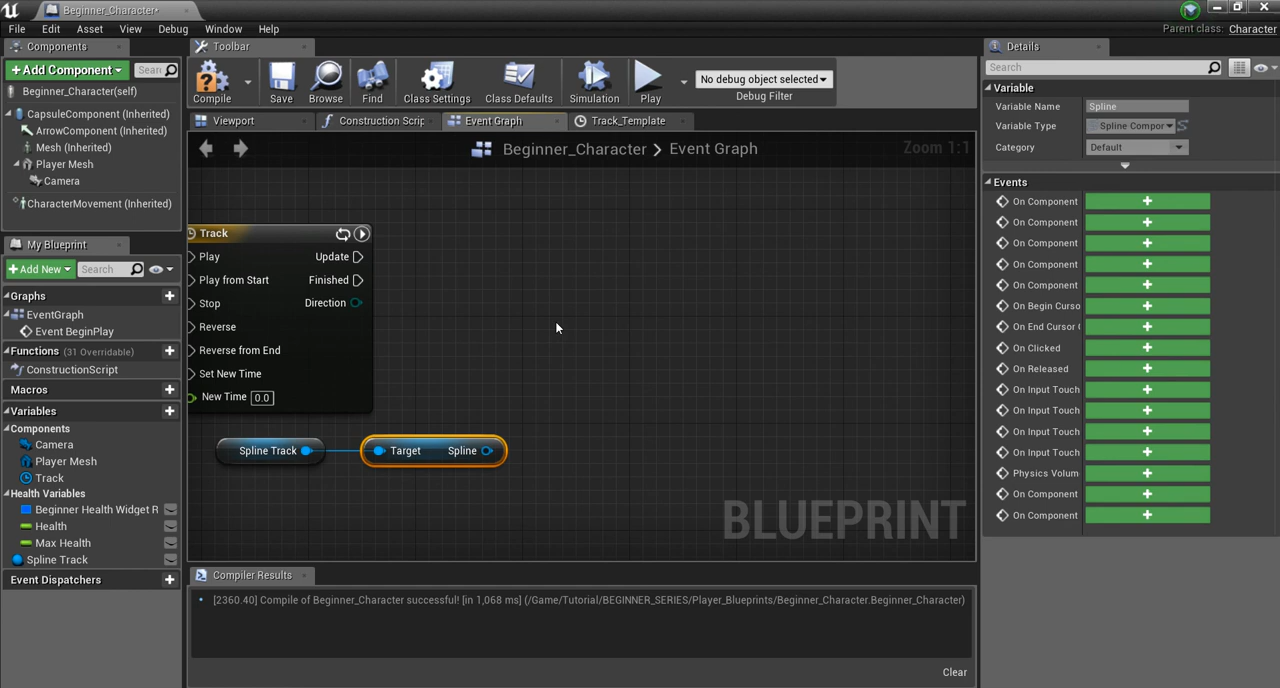 Beginner_Character*
File Edit Asset View Debug Window Help
Parent class: Character
Components
Toolbar
Details
+Add Component
Sear
Beginner_Character(self)
CapsuleComponent (Inherited)
ArrowComponent (Inherited)
Mesh (Inherited)
Player Mesh
Camera
CharacterMovement (Inherited)
Compile
Save
Browse
Find
Class Settings
Class Defaults
Simulation
Play
No debug object selected
Debug Filter
Viewport
Construction Scrip
Event Graph
Track_Template
Beginner_Character > Event Graph
Zoom 1:1
My Blueprint
+Add New
Search
Graphs
EventGraph
Event BeginPlay
Functions (31 Overridable)
ConstructionScript
Macros
Variables
Components
Camera
Player Mesh
Track
Health Variables
Beginner Health Widget R
Health
Max Health
Spline Track
Event Dispatchers
Track
Play
Update
Play from Start
Finished
Stop
Direction
Reverse
Reverse from End
Set New Time
New Time 0.0
Spline Track
Target
Spline
BLUEPRINT
Compiler Results
[2360.40] Compile of Beginner_Character successful! [in 1,068 ms] (/Game/Tutorial/BEGINNER_SERIES/Player_Blueprints/Beginner_Character.Beginner_Character)
Clear
Search
Variable
Variable Name Spline
Variable Type Spline Compor
Category Default
Events
On Component
On Component
On Component
On Component
On Component
On Begin Curso
On End Cursor
On Clicked
On Released
On Input Touch
On Input Touch
On Input Touch
On Input Touch
Physics Volum
On Component
On Component